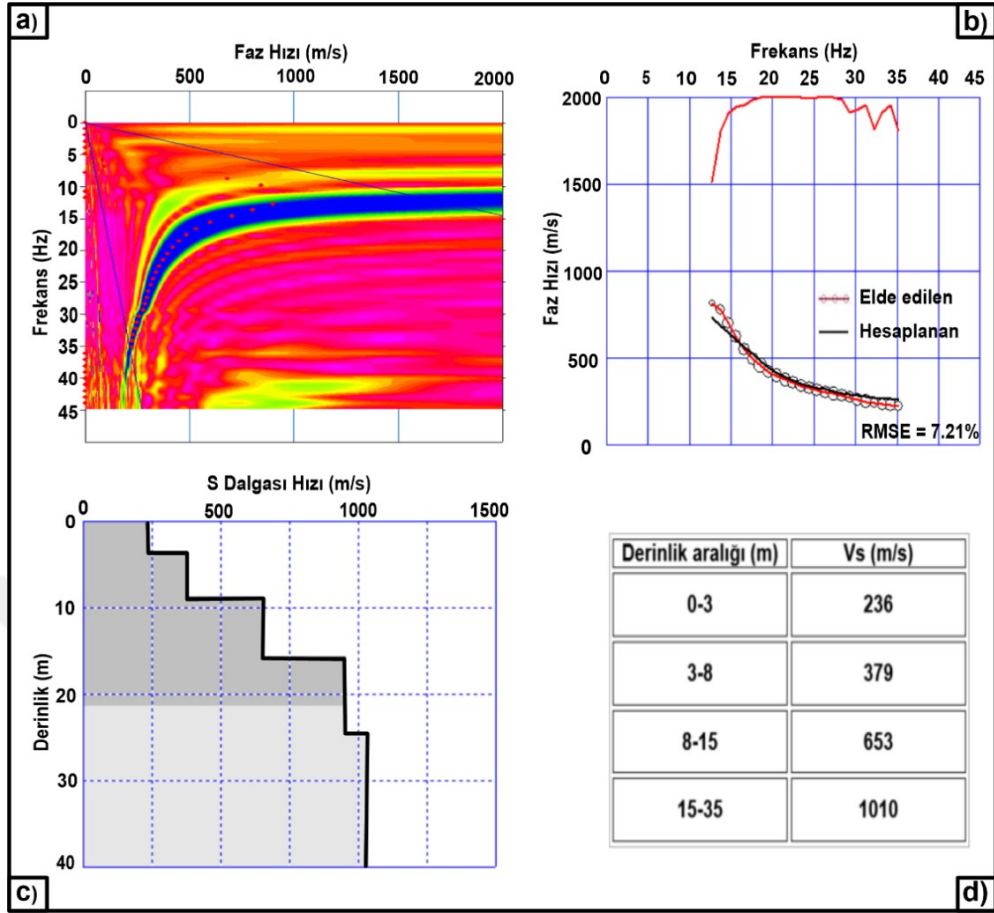 a)
Faz Hızı (m/s)
0 500 1000 1500 2000
Frekans (Hz)
0
5
10
15
20
25
30
35
40
45
b)
Frekans (Hz)
0 5 10 15 20 25 30 35 40 45
Faz Hızı (m/s)
2000
1500
1000
500
0
Elde edilen
Hesaplanan
RMSE = 7.21%
S Dalgası Hızı (m/s)
0 500 1000 1500
Derinlik (m)
0
10
20
30
40
c)
Derinlik aralığı (m) Vs (m/s)
0-3 236
3-8 379
8-15 653
15-35 1010
d)